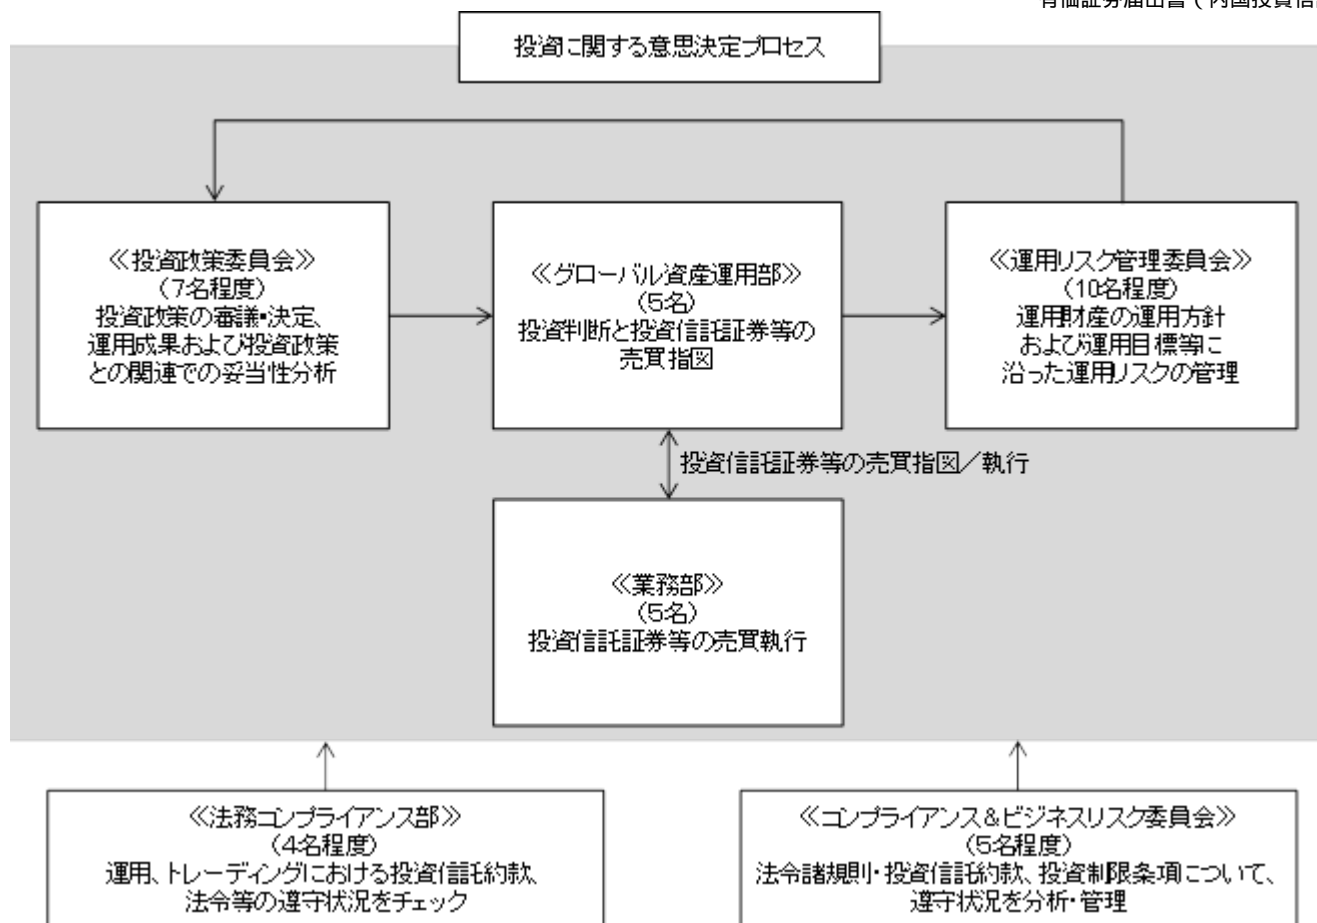 有価証券届出書(内国投資信
投資に関する意思決定プロセス
≪投資政策委員会≫
(7名程度)
投資政策の審議・決定、
運用成果および投資政策
との関連での妥当性分析
≪グローバル資産運用部≫
(5名)
投資判断と投資信託証券等の
売買指図
≪運用リスク管理委員会≫
(10名程度)
運用財産の運用方針
および運用目標等に
沿った運用リスクの管理
投資信託証券等の売買指図/執行
≪業務部≫
(5名)
投資信託証券等の売買執行
≪法務コンプライアンス部≫
(4名程度)
運用、トレーディングにおける投資信託約款、
法令等の遵守状況をチェック
≪コンプライアンス&ビジネスリスク委員会≫
(5名程度)
法令諸規則・投資信託約款、投資制限条項について、
遵守状況を分析・管理